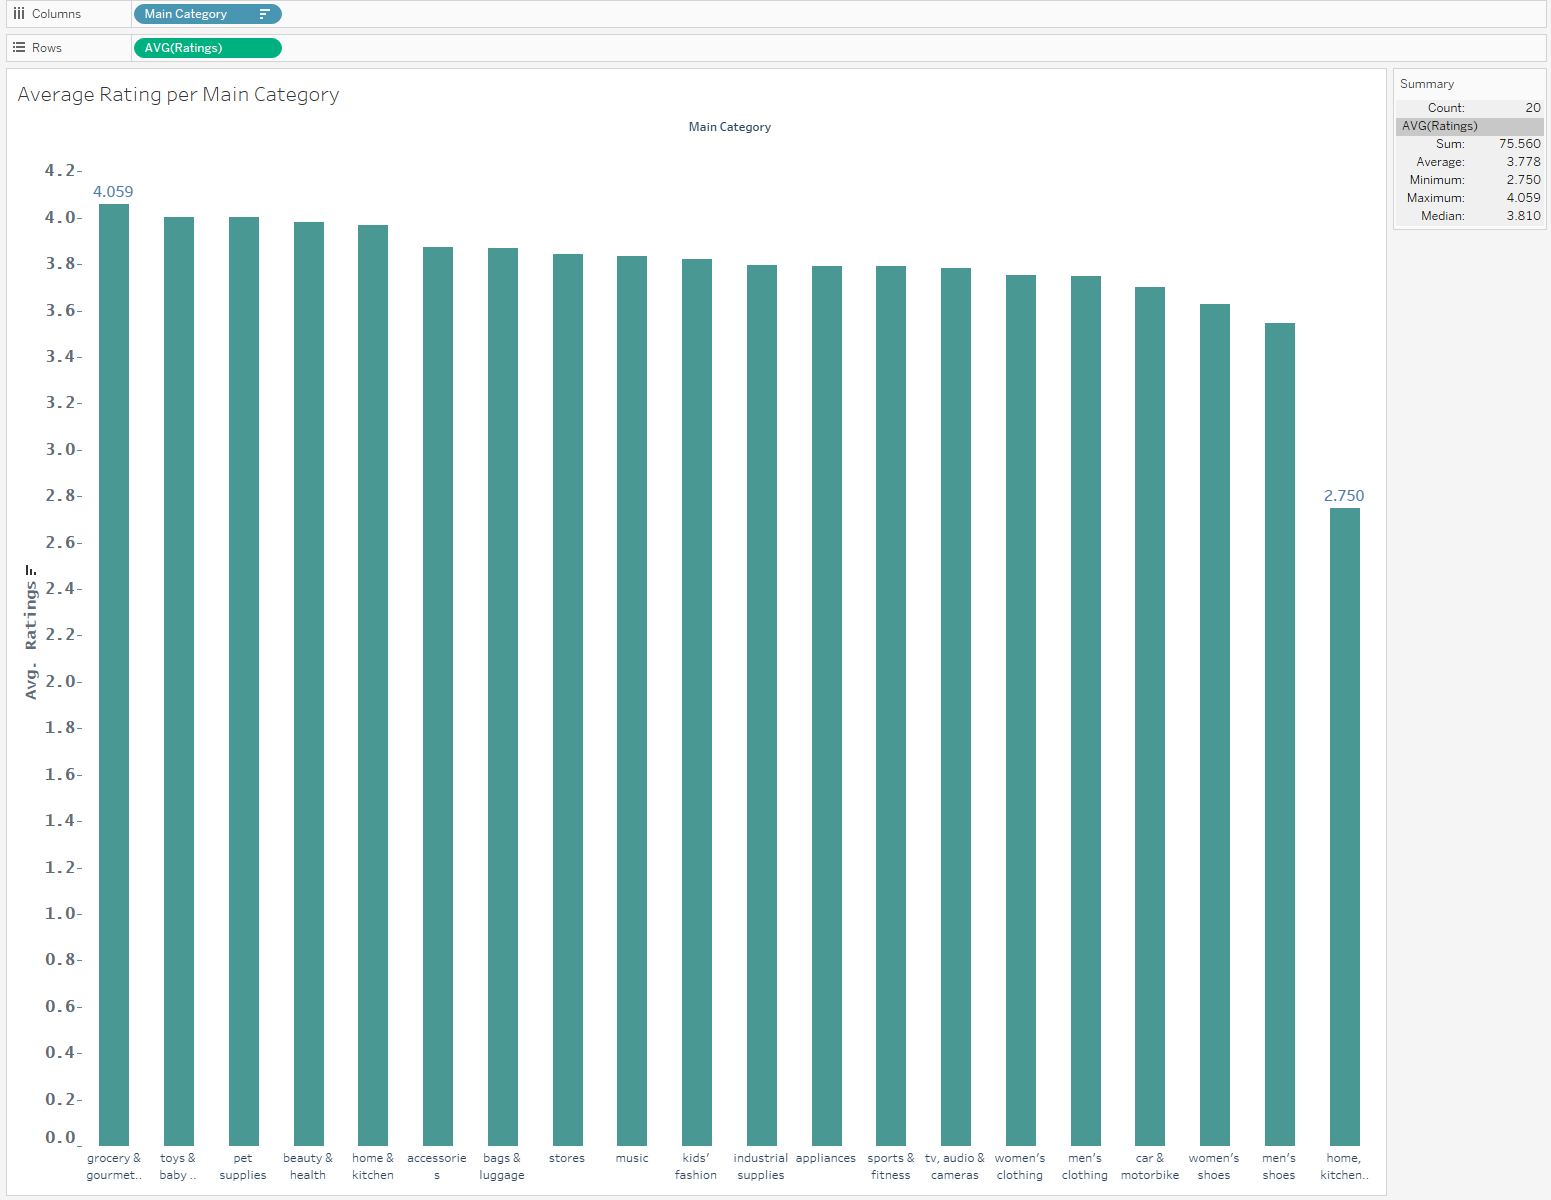 Columns
Main Category
Rows
AVG(Ratings)
Average Rating per Main Category
Main Category
Avg. Ratings
4.2
4.0
3.8
3.6
3.4
3.2
3.0
2.8
2.6
2.4
2.2
2.0
1.8
1.6
1.4
1.2
1.0
0.8
0.6
0.4
0.2
0.0
4.059
2.750
grocery &
gourmet..
toys &
baby ..
pet
supplies
beauty &
health
home &
kitchen
accessorie
s
bags &
luggage
stores
music
kids'
fashion
industrial
supplies
appliances
sports &
fitness
tv, audio &
cameras
women's
clothing
men's
clothing
car &
motorbike
women's
shoes
men's
shoes
home,
kitchen..
Summary
Count: 20
AVG(Ratings)
Sum: 75.560
Average: 3.778
Minimum: 2.750
Maximum: 4.059
Median: 3.810